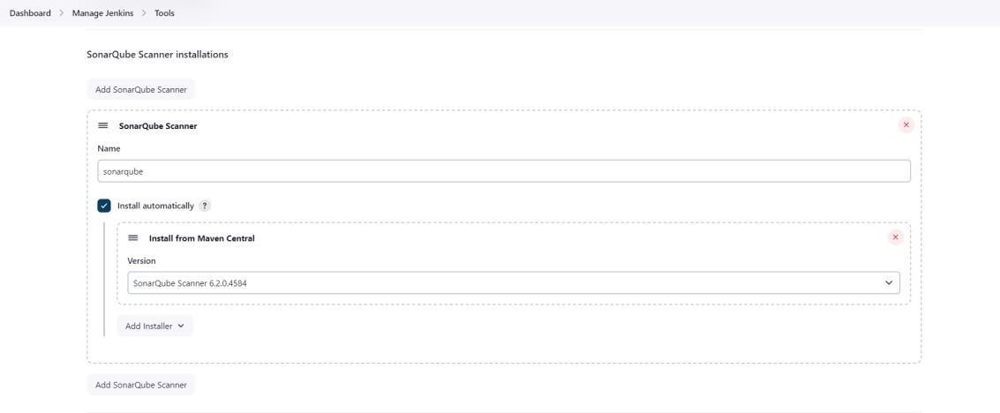 Dashboard > Manage Jenkins > Tools
SonarQube Scanner installations
Add SonarQube Scanner
SonarQube Scanner
Name
sonarqube
Install automatically ?
Install from Maven Central
Version
SonarQube Scanner 6.2.0.4584
Add Installer
Add SonarQube Scanner